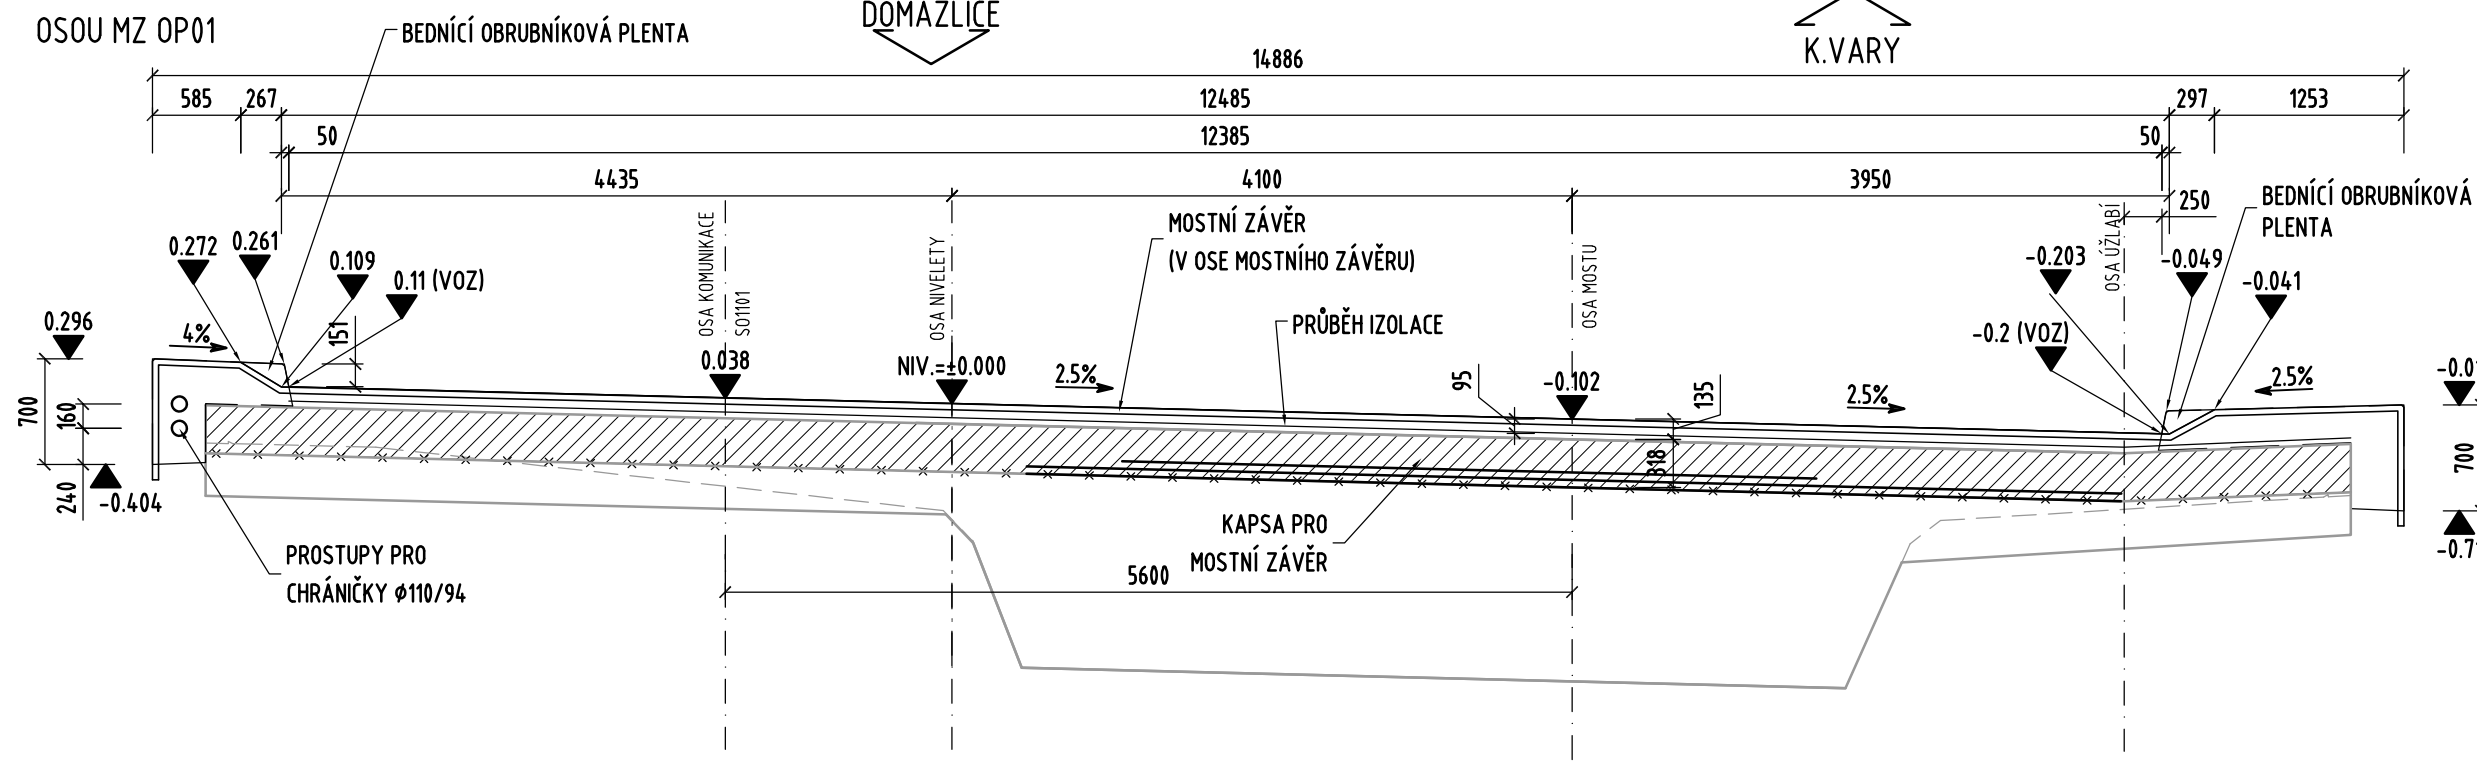 DOMAŽLICE
OSOU MZ OP01
BEDNÍCÍ OBRUBNÍKOVÁ PLENTA
K.VARY
14886
585
267
12485
297
1253
50
12385
50
4435
4100
3950
250
BEDNÍCÍ OBRUBNÍKOVÁ
PLENTA
OSA KOMUNIKACE
SO1101
OSA NIVELETY
MOSTNÍ ZÁVĚR
(V OSE MOSTNÍHO ZÁVĚRU)
OSA MOSTU
OSA ÚŽLABÍ
0.272
0.261
0.109
0.11 (VOZ)
-0.203
-0.049
-0.041
0.296
4%
151
PRŮBĚH IZOLACE
-0.2 (VOZ)
0.038
NIV.=±0.000
2.5%
95
-0.102
135
2.5%
2.5%
700
160
240
-0.404
318
700
KAPSA PRO
MOSTNÍ ZÁVĚR
PROSTUPY PRO
CHRÁNIČKY ϕ110/94
5600